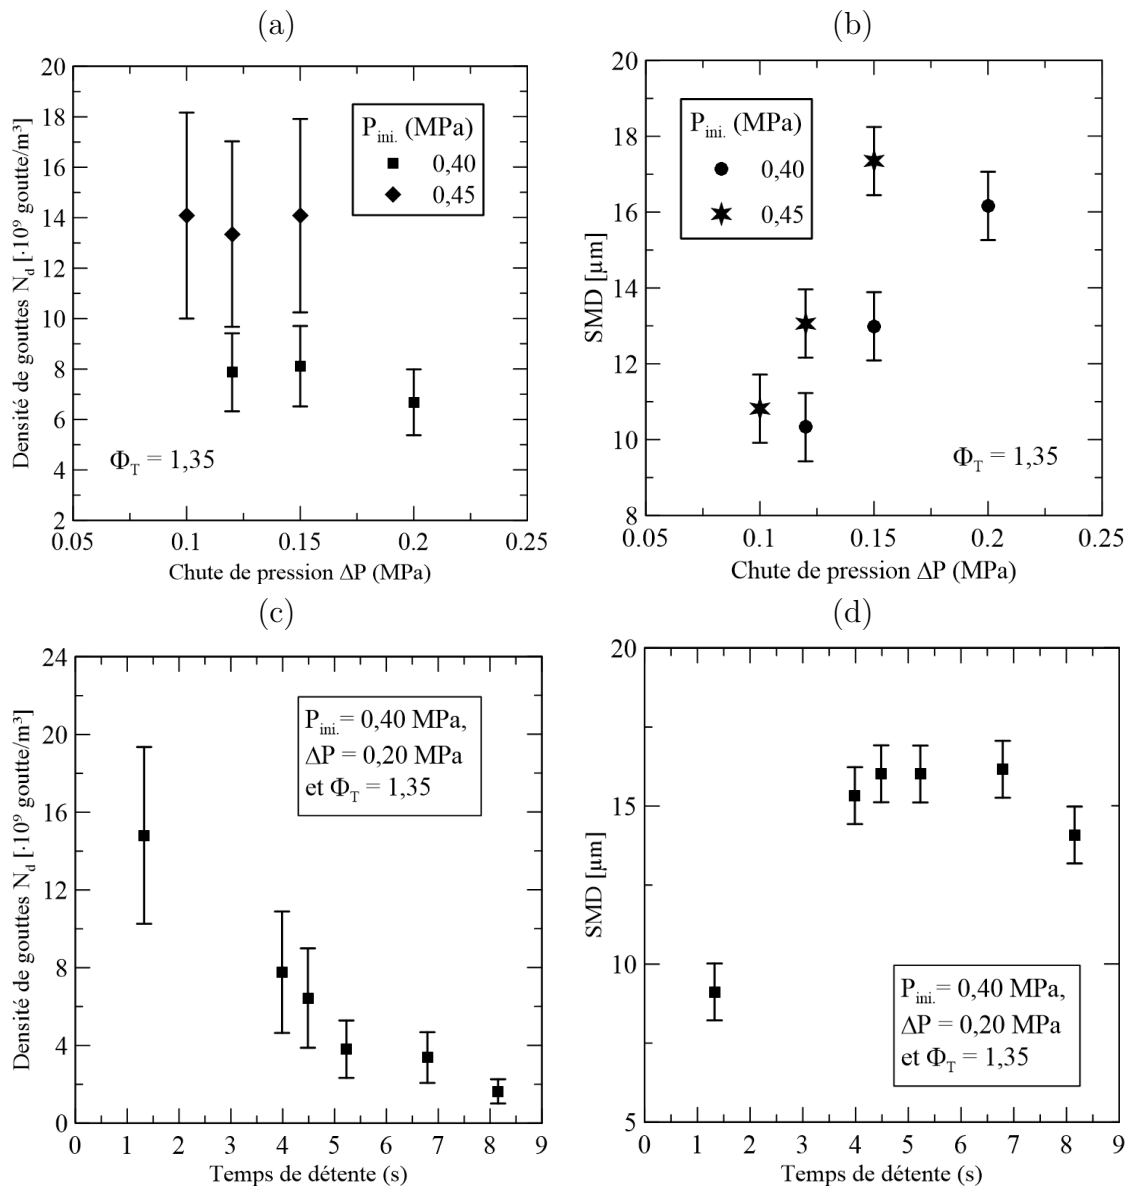 (a)
20
18
16
14
12
10
8
6
4
2
Densité de gouttes N_d [·10⁹ goutte/m³]
P_ini. (MPa)
0,40
0,45
Φ_T = 1,35
0.05 0.1 0.15 0.2 0.25
Chute de pression ΔP (MPa)
(b)
20
18
16
14
12
10
8
SMD [µm]
P_ini. (MPa)
0,40
0,45
Φ_T = 1,35
0.05 0.1 0.15 0.2 0.25
Chute de pression ΔP (MPa)
(c)
24
20
16
12
8
4
0
Densité de gouttes N_d [·10⁹ goutte/m³]
P_ini. = 0,40 MPa,
ΔP = 0,20 MPa
et Φ_T = 1,35
0 1 2 3 4 5 6 7 8 9
Temps de détente (s)
(d)
20
15
10
5
SMD [µm]
P_ini. = 0,40 MPa,
ΔP = 0,20 MPa
et Φ_T = 1,35
0 1 2 3 4 5 6 7 8 9
Temps de détente (s)